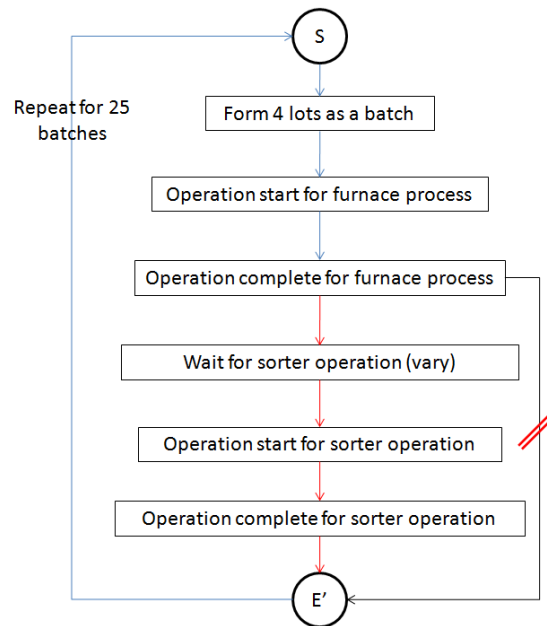 S
Repeat for 25
batches
Form 4 lots as a batch
Operation start for furnace process
Operation complete for furnace process
Wait for sorter operation (vary)
Operation start for sorter operation
Operation complete for sorter operation
E'